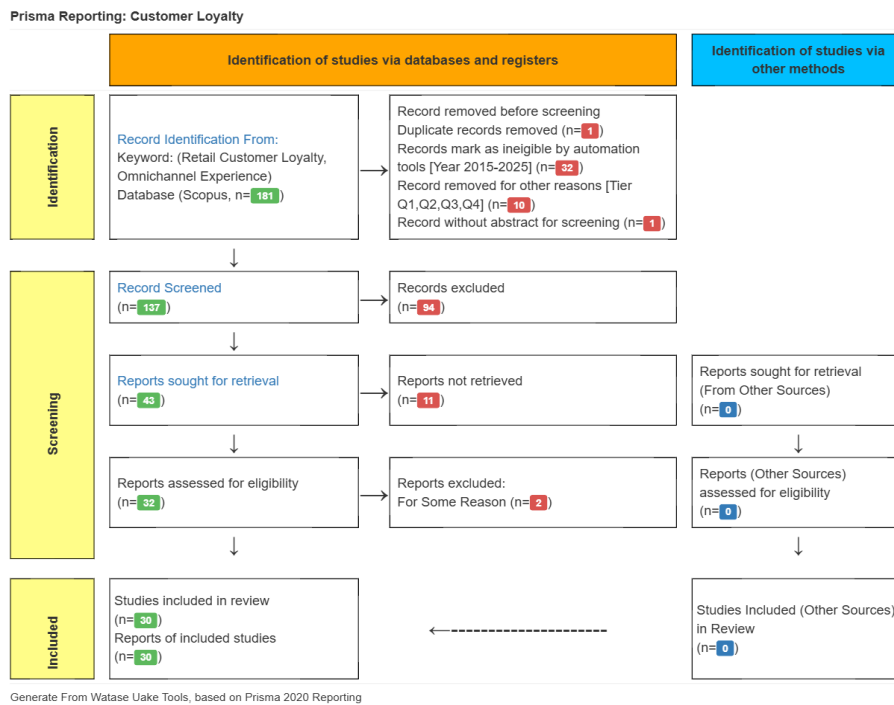 Prisma Reporting: Customer Loyalty
Identification of studies via databases and registers
Identification of studies via
other methods
Identification
Record Identification From:
Keyword: (Retail Customer Loyalty,
Omnichannel Experience)
Database (Scopus, n= 181 )
Record removed before screening
Duplicate records removed (n= 1 )
Records mark as ineigible by automation
tools [Year 2015-2025] (n= 32 )
Record removed for other reasons [Tier
Q1,Q2,Q3,Q4] (n= 10 )
Record without abstract for screening (n= 1 )
Screening
Record Screened
(n= 137 )
Records excluded
(n= 94 )
Reports sought for retrieval
(n= 43 )
Reports not retrieved
(n= 11 )
Reports sought for retrieval
(From Other Sources)
(n= 0 )
Reports assessed for eligibility
(n= 32 )
Reports excluded:
For Some Reason (n= 2 )
Reports (Other Sources)
assessed for eligibility
(n= 0 )
Included
Studies included in review
(n= 30 )
Reports of included studies
(n= 30 )
Studies Included (Other Sources)
in Review
(n= 0 )
Generate From Watase Uake Tools, based on Prisma 2020 Reporting